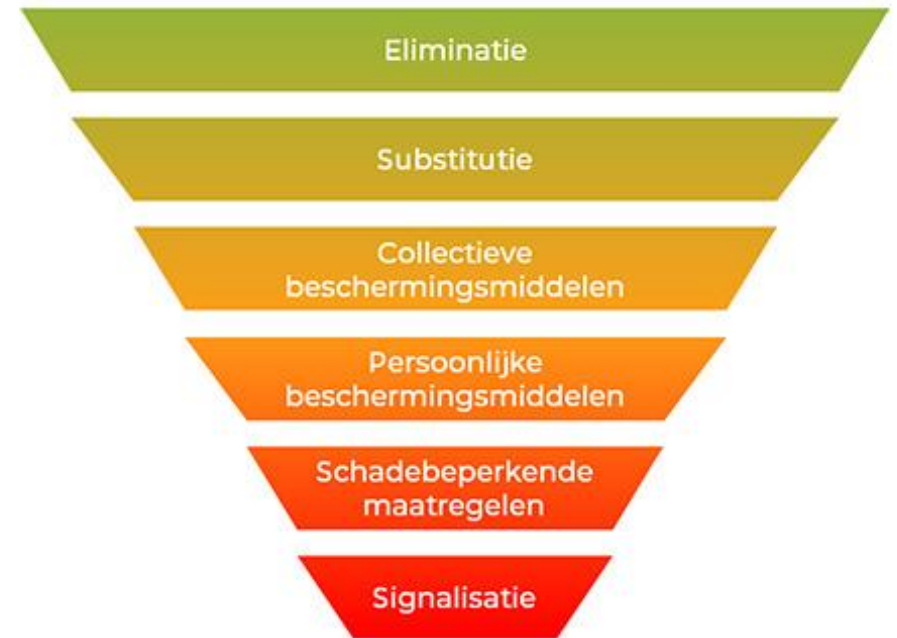 Eliminatie
Substitutie
Collectieve
beschermingsmiddelen
Persoonlijke
beschermingsmiddelen
Schadebeperkende
maatregelen
Signalisatie